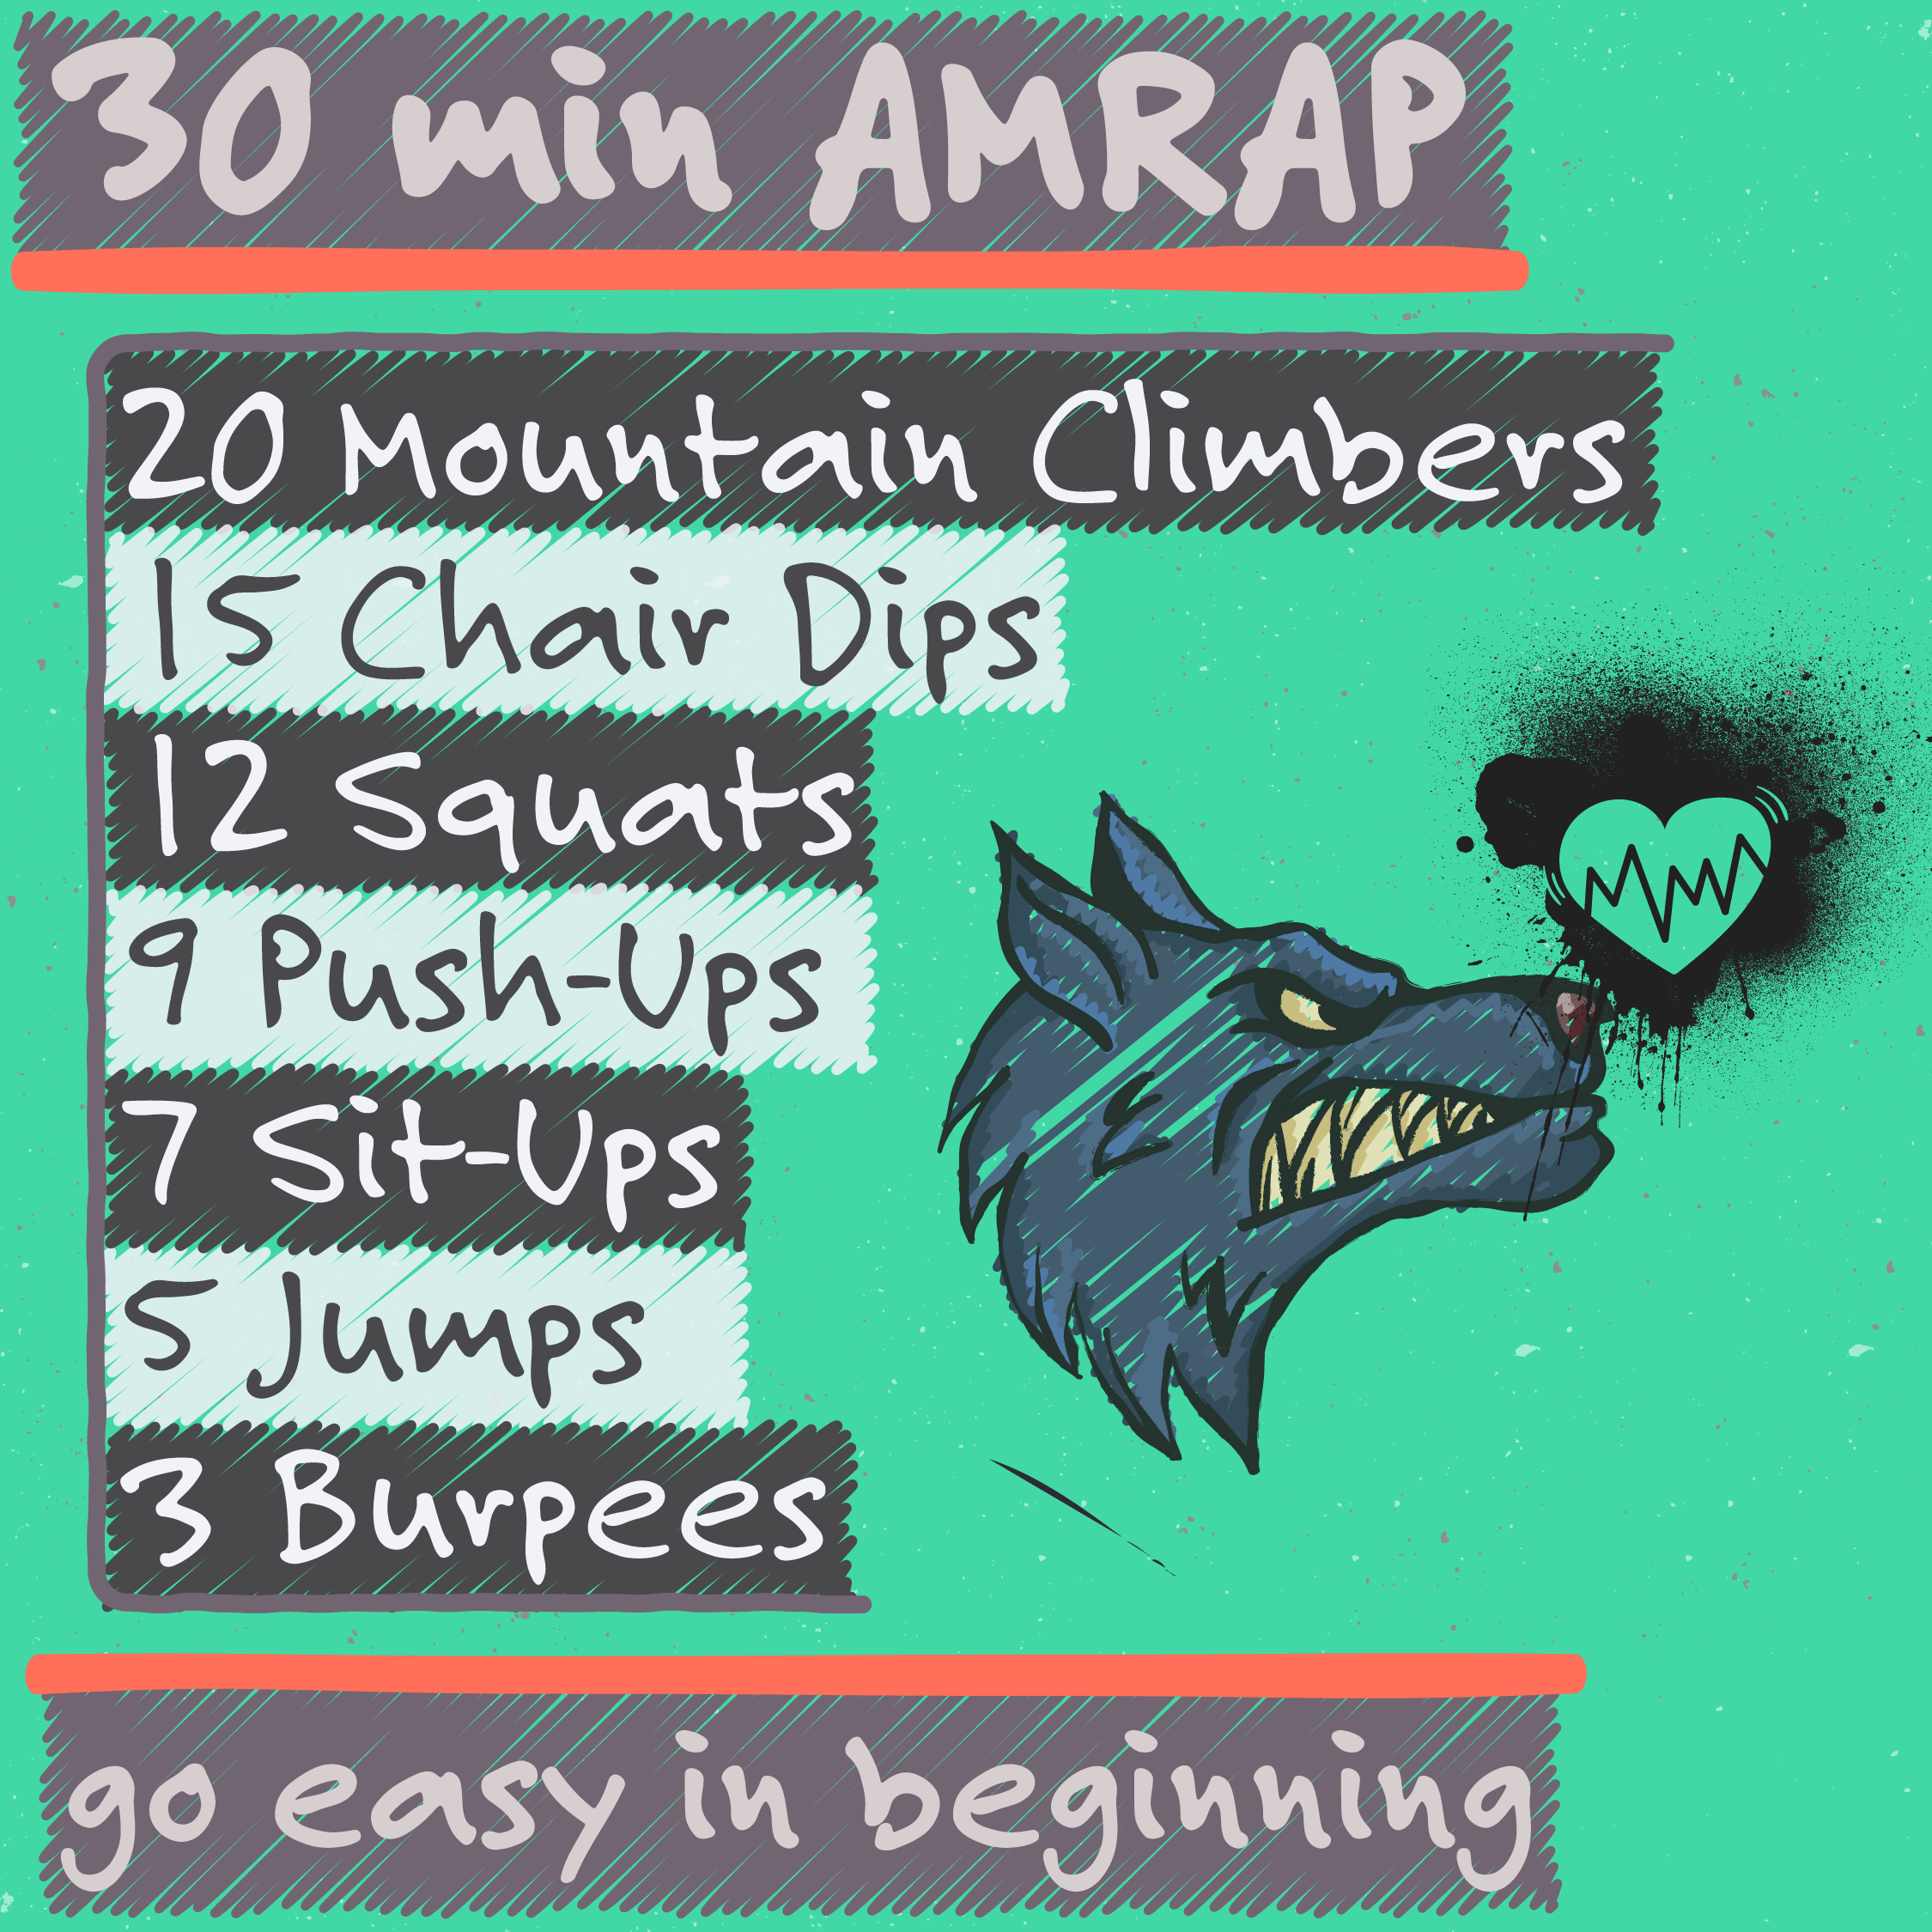 30 min AMRAP
20 Mountain Climbers
15 Chair Dips
12 Squats
9 Push-Ups
7 Sit-Ups
5 Jumps
3 Burpees
go easy in beginning